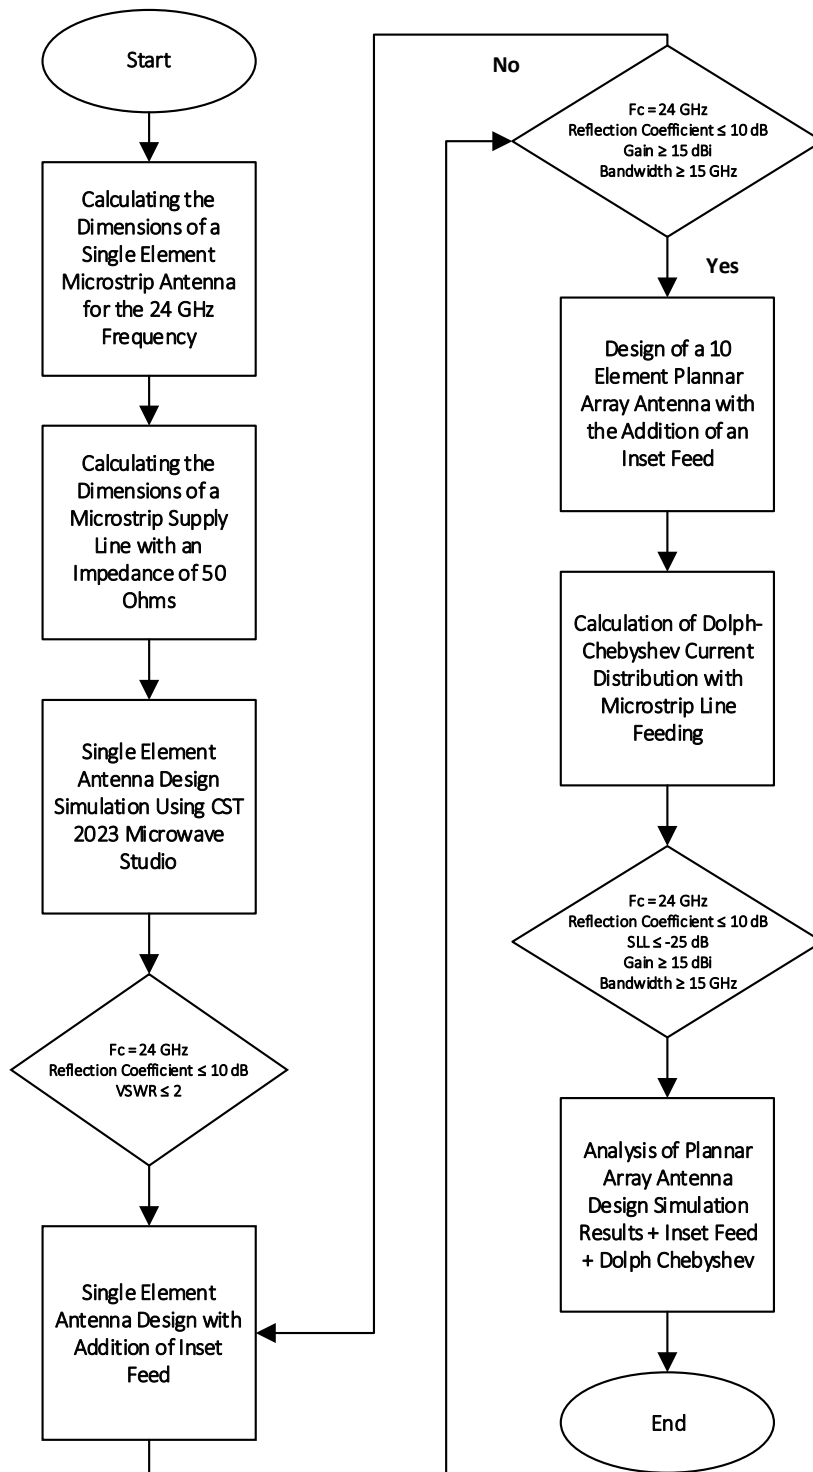 Start
Calculating the
Dimensions of a
Single Element
Microstrip Antenna
for the 24 GHz
Frequency
Calculating the
Dimensions of a
Microstrip Supply
Line with an
Impedance of 50
Ohms
Single Element
Antenna Design
Simulation Using CST
2023 Microwave
Studio
Fc = 24 GHz
Reflection Coefficient ≤ 10 dB
VSWR ≤ 2
Single Element
Antenna Design with
Addition of Inset
Feed
No
Fc = 24 GHz
Reflection Coefficient ≤ 10 dB
Gain ≥ 15 dBi
Bandwidth ≥ 15 GHz
Yes
Design of a 10
Element Plannar
Array Antenna with
the Addition of an
Inset Feed
Calculation of Dolph-
Chebyshev Current
Distribution with
Microstrip Line
Feeding
Fc = 24 GHz
Reflection Coefficient ≤ 10 dB
SLL ≤ -25 dB
Gain ≥ 15 dBi
Bandwidth ≥ 15 GHz
Analysis of Plannar
Array Antenna
Design Simulation
Results + Inset Feed
+ Dolph Chebyshev
End